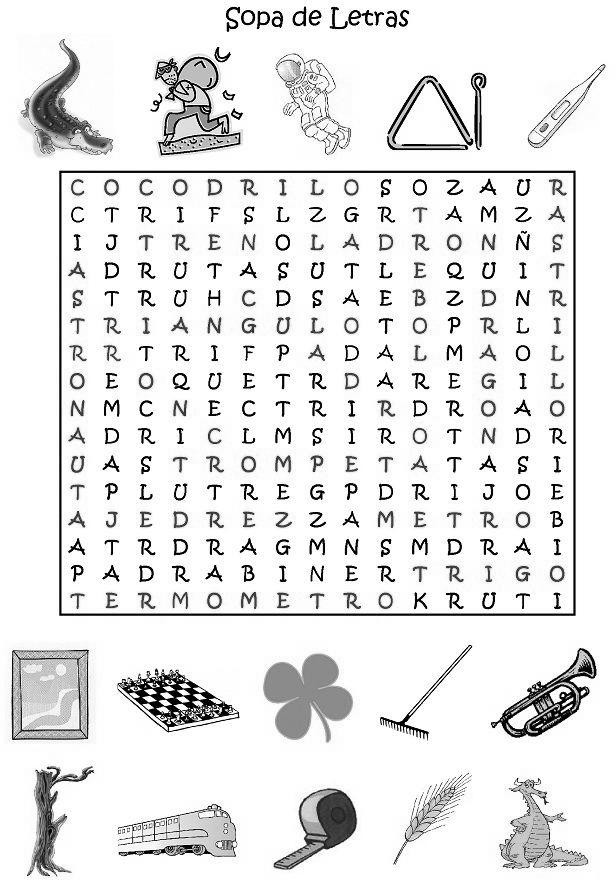 Sopa de Letras
C O C O D R I L O S O Z A U R
C T R I F S L Z G R T A M Z A
I J T R E N O L A D R O N Ñ S
A D R U T A S U T L E Q U I T
S T R U H C D S A E B Z D N R
T R I A N G U L O T O P R L I
R R T R I F P A D A L M A O L
O E O Q U E T R D A R E G I L
N M C N E C T R I R D R O A O
A D R I C L M S I R O T N D R
U A S T R O M P E T A T A S I
T P L U T R E G P D R I J O E
A J E D R E Z Z A M E T R O B
A T R D R A G M N S M D R A I
P A D R A B I N E R T R I G O
T E R M O M E T R O K R U T I